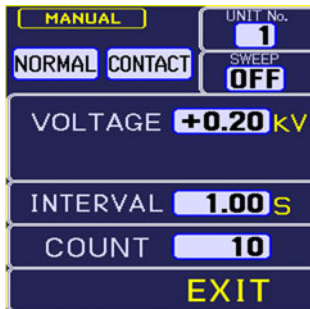 MANUAL
UNIT No.
1
NORMAL CONTACT
SWEEP
OFF
VOLTAGE +0.20 KV
INTERVAL 1.00 S
COUNT 10
EXIT